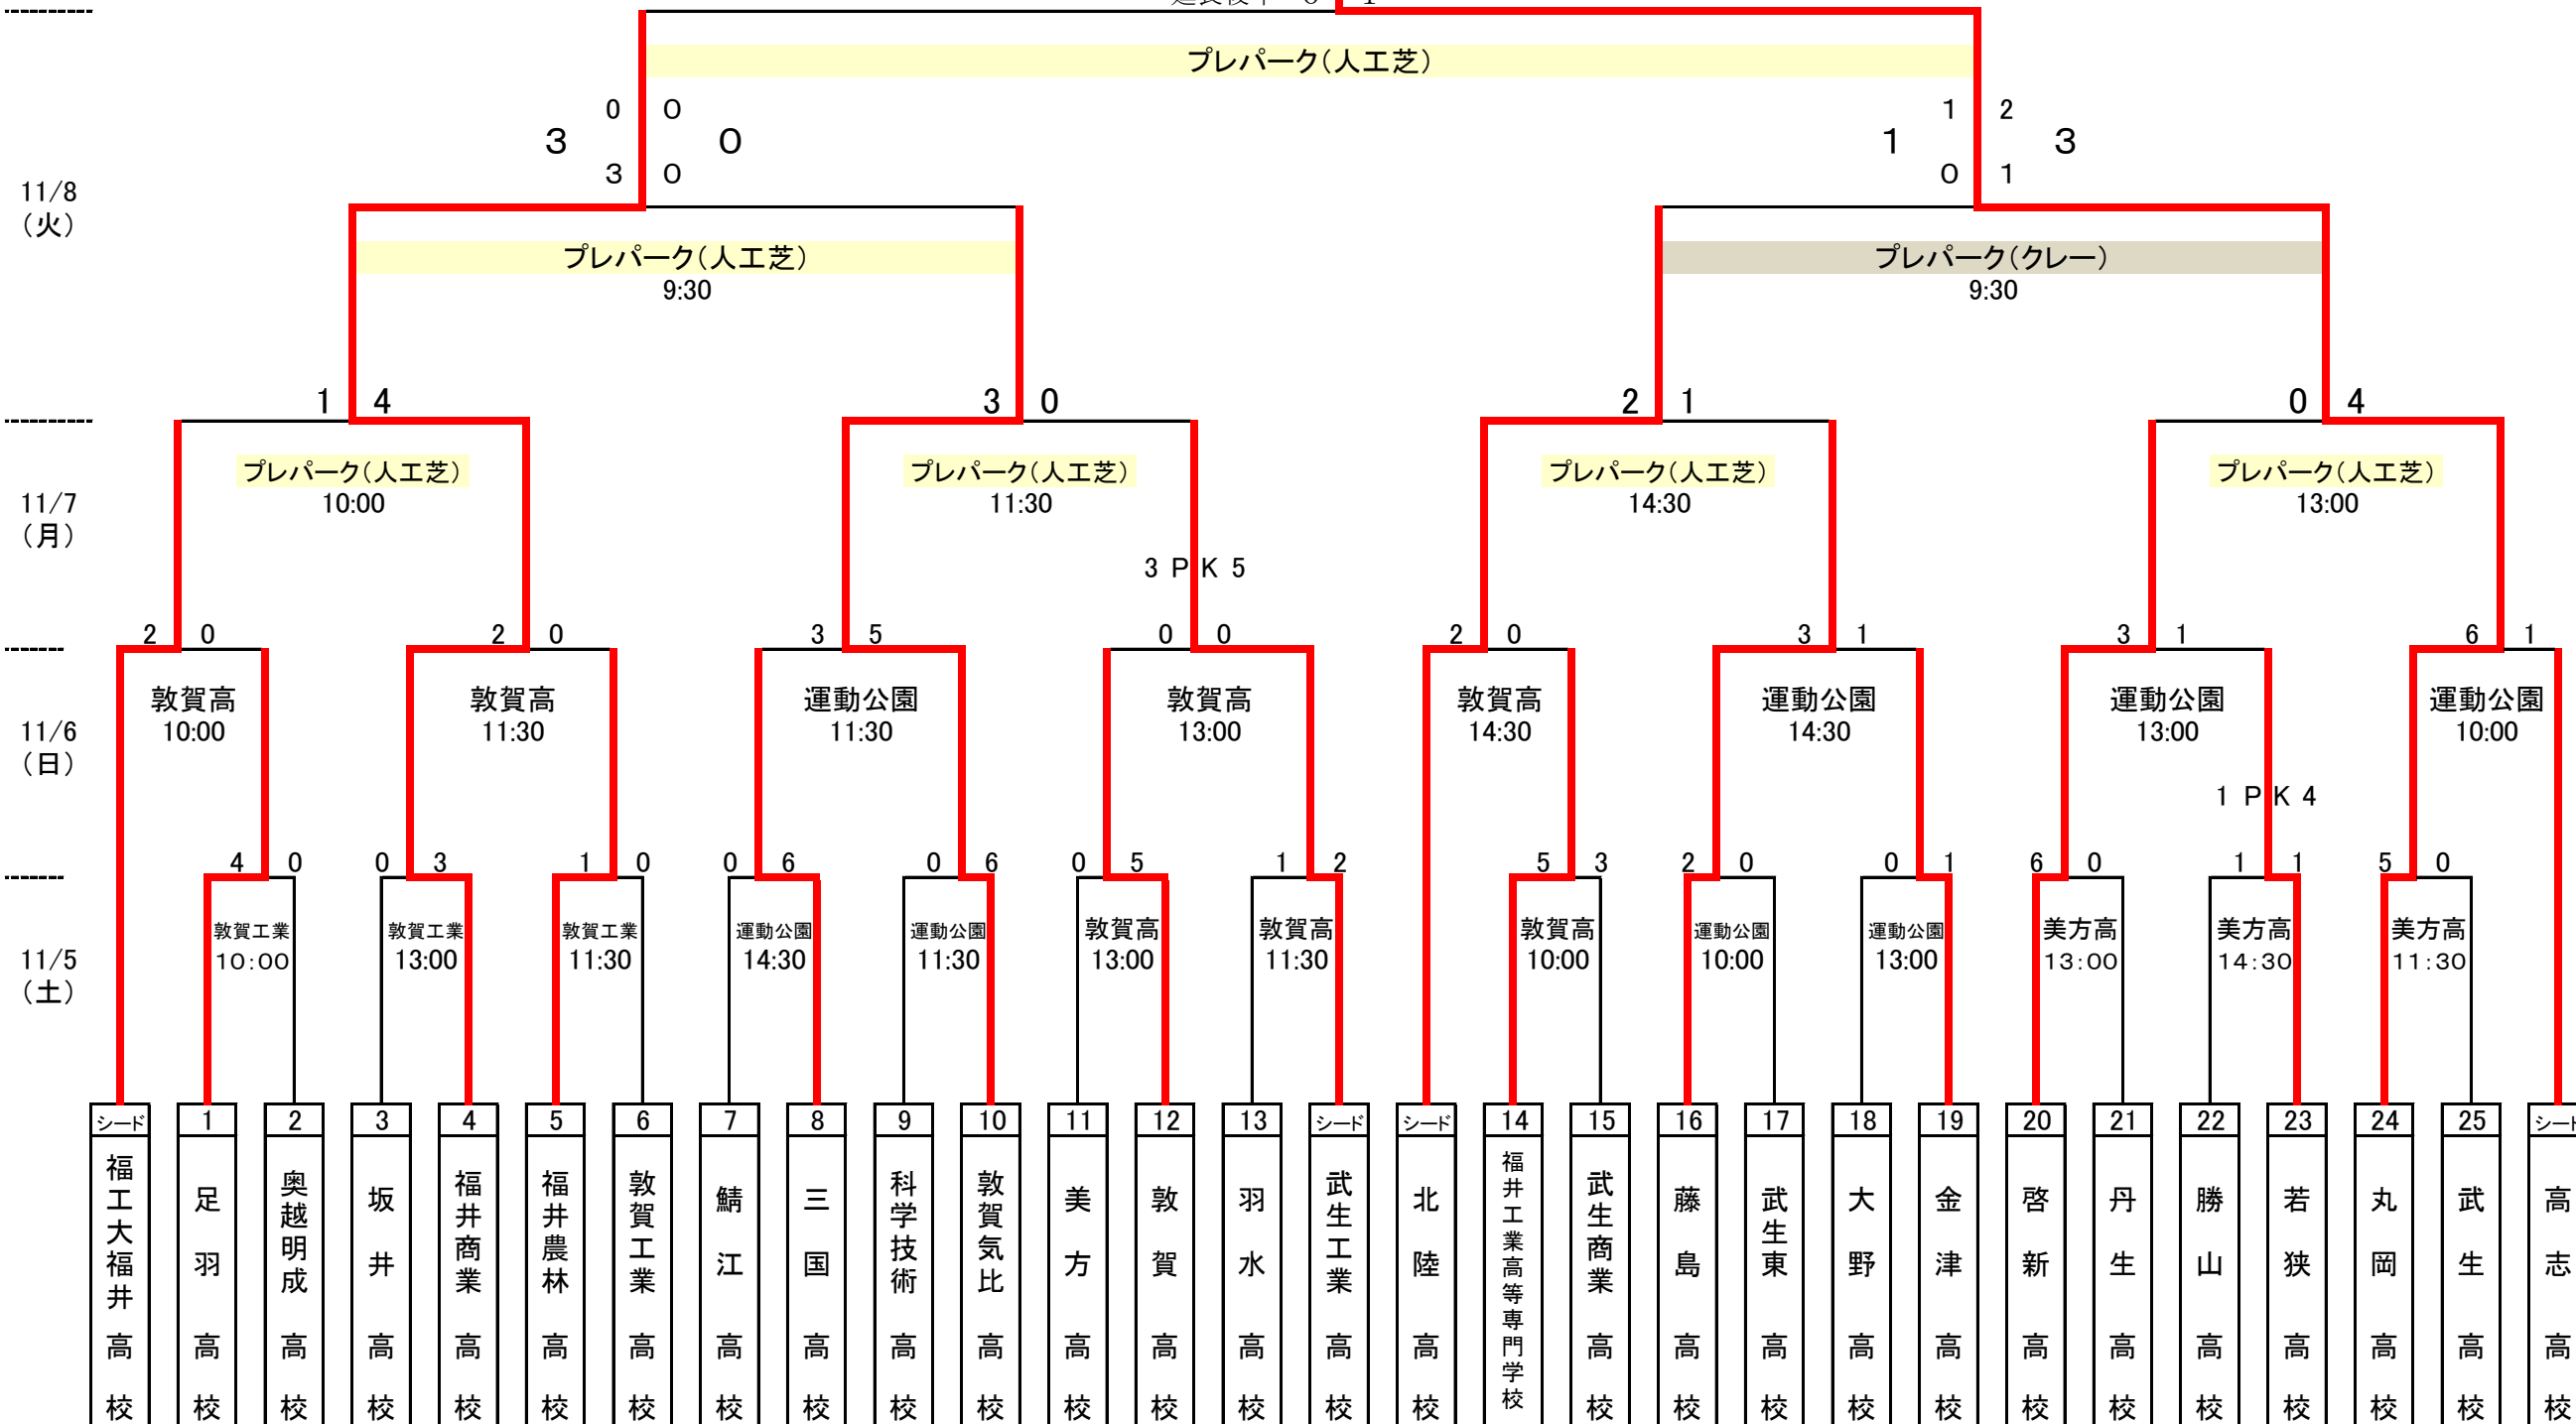 プレパーク(人工芝)
0 0 1 2
3 0 1 3
3 0 0 1
11/8
(火)
プレパーク(人工芝) プレパーク(クレー)
9:30 9:30
1 4 3 0 2 1 0 4
プレパーク(人工芝) プレパーク(人工芝) プレパーク(人工芝) プレパーク(人工芝)
11/7
(月)
10:00 11:30 14:30 13:00
3 PK 5
2 0 2 0 3 5 0 0 2 0 3 1 3 1 6 1
敦賀高 敦賀高 運動公園 敦賀高 敦賀高 運動公園 運動公園 運動公園
11/6
(日)
10:00 11:30 11:30 13:00 14:30 14:30 13:00 10:00
1 PK 4
4 0 0 3 1 0 0 6 0 6 0 5 1 2 5 3 2 0 0 1 6 0 1 1 5 0
敦賀工業 敦賀工業 敦賀工業 運動公園 運動公園 敦賀高 敦賀高 敦賀高 運動公園 運動公園 美方高 美方高 美方高
11/5
(土)
10:00 13:00 11:30 14:30 11:30 13:00 11:30 10:00 10:00 13:00 13:00 14:30 11:30
シード 1 2 3 4 5 6 7 8 9 10 11 12 13 シード シード 14 15 16 17 18 19 20 21 22 23 24 25 シード
福工大福井高校
足羽高校
奥越明成高校
坂井高校
福井商業高校
福井農林高校
敦賀工業高校
鯖江高校
三国高校
科学技術高校
敦賀気比高校
美方高校
敦賀高校
羽水高校
武生工業高校
北陸高校
福井工業高等専門学校
武生商業高校
藤島高校
武生東高校
大野高校
金津高校
啓新高校
丹生高校
勝山高校
若狭高校
丸岡高校
武生高校
高志高校